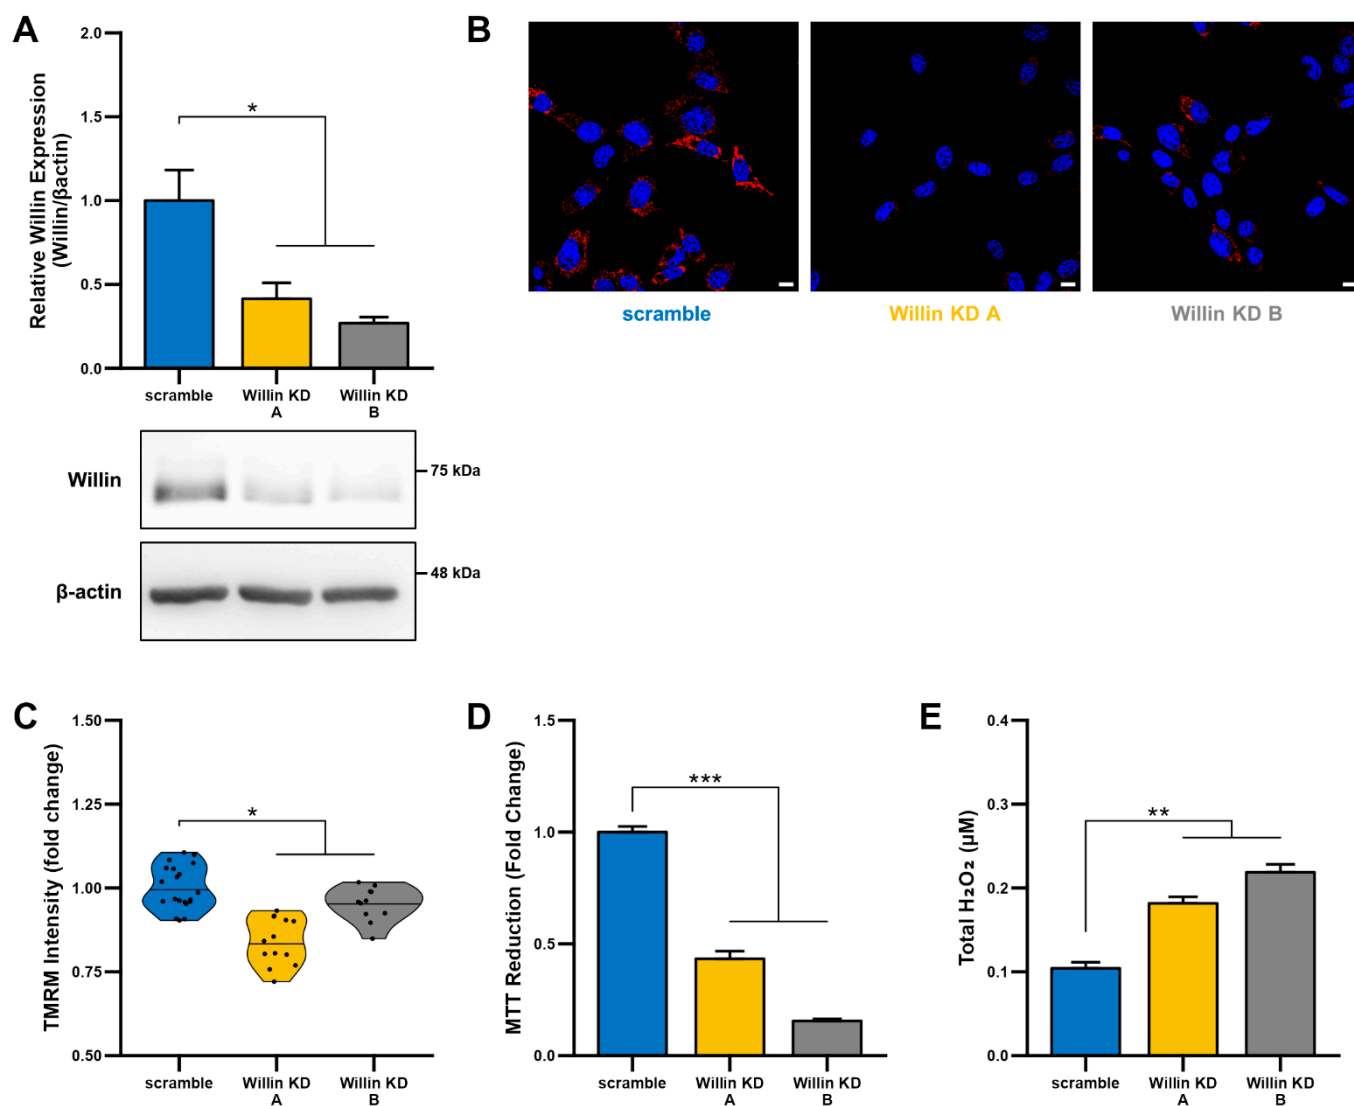 A
Relative Willin Expression
(Willin/βactin)
2.0
1.5
1.0
0.5
0.0
*
scramble
Willin KD
A
Willin KD
B
Willin
75 kDa
β-actin
48 kDa
B
scramble
Willin KD A
Willin KD B
C
TMRM Intensity (fold change)
1.50
1.25
1.00
0.75
0.50
*
scramble
Willin KD
A
Willin KD
B
D
MTT Reduction (Fold Change)
1.5
1.0
0.5
0.0
***
scramble
Willin KD
A
Willin KD
B
E
Total H₂O₂ (μM)
0.4
0.3
0.2
0.1
0.0
**
scramble
Willin KD
A
Willin KD
B